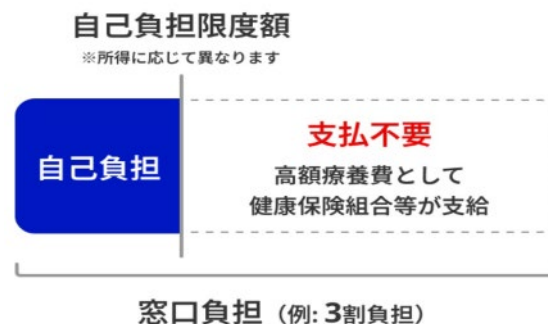 自己負担限度額
※所得に応じて異なります
自己負担
支払不要
高額療養費として
健康保険組合等が支給
窓口負担（例: 3割負担）